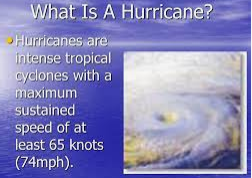 What Is A Hurricane?
• Hurricanes are
intense tropical
cyclones with a
maximum
sustained
speed of at
least 65 knots
(74mph).